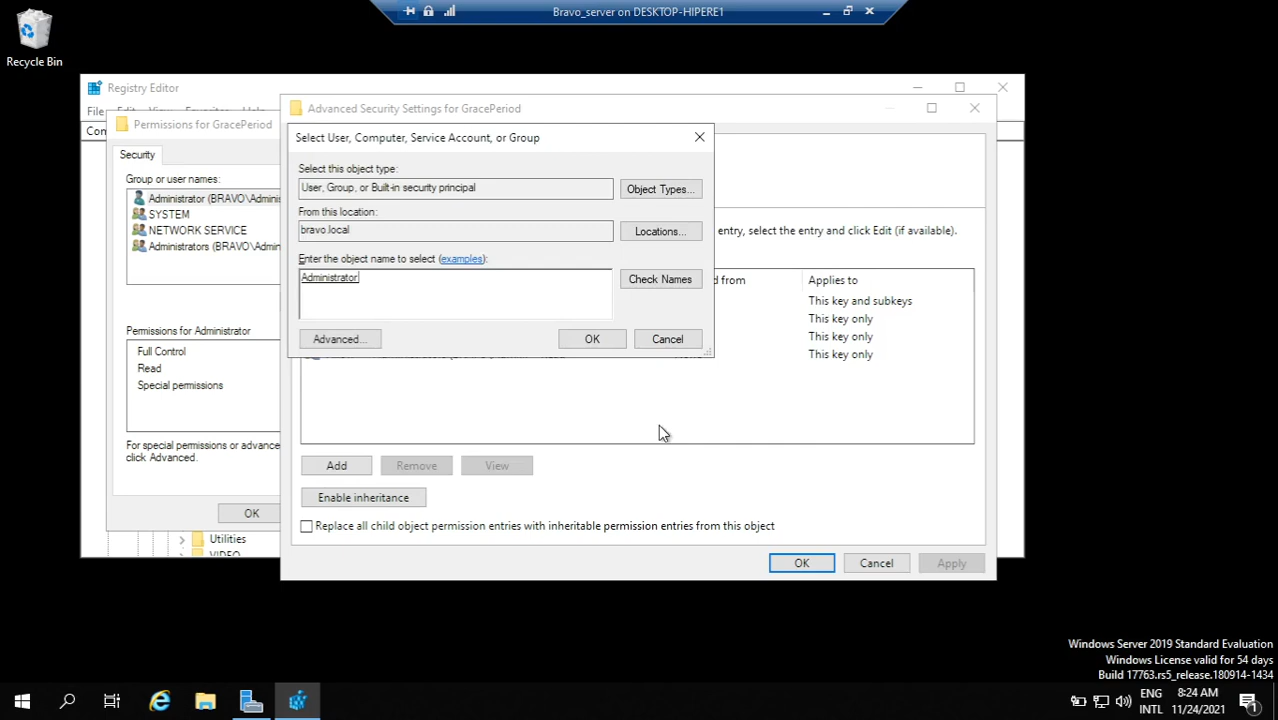 Bravo_server on DESKTOP-HIPERE1
Recycle Bin
Registry Editor
File Edit View Favorites Help
Advanced Security Settings for GracePeriod
Permissions for GracePeriod
Select User, Computer, Service Account, or Group
Security
Select this object type:
User, Group, or Built-in security principal
Object Types...
From this location:
bravo.local
Locations...
Enter the object name to select (examples):
Administrator
Check Names
Advanced...
OK
Cancel
Group or user names:
Administrator (BRAVO\Admini
SYSTEM
NETWORK SERVICE
Administrators (BRAVO\Admin
entry, select the entry and click Edit (if available).
d from
Applies to
This key and subkeys
This key only
This key only
This key only
Permissions for Administrator
Full Control
Read
Special permissions
For special permissions or advance
click Advanced.
OK
Add
Remove
View
Enable inheritance
Replace all child object permission entries with inheritable permission entries from this object
OK
Cancel
Apply
Utilities
VIDEO
Windows Server 2019 Standard Evaluation
Windows License valid for 54 days
Build 17763.rs5_release.180914-1434
ENG
INTL
8:24 AM
11/24/2021
1